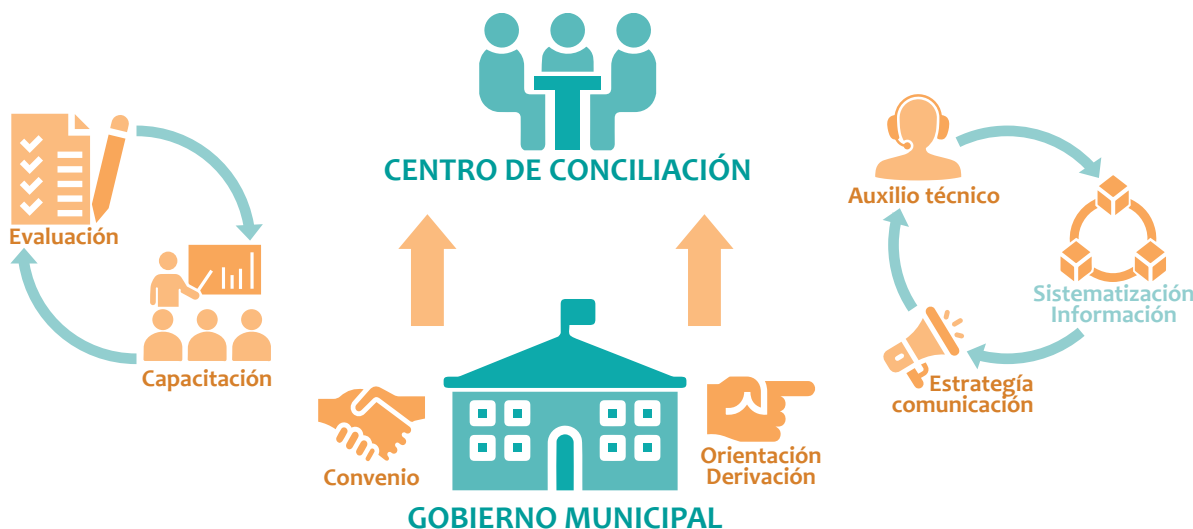 CENTRO DE CONCILIACIÓN
Evaluación
Capacitación
Auxilio técnico
Sistematización
Información
Estrategía
comunicación
Convenio
Orientación
Derivación
GOBIERNO MUNICIPAL